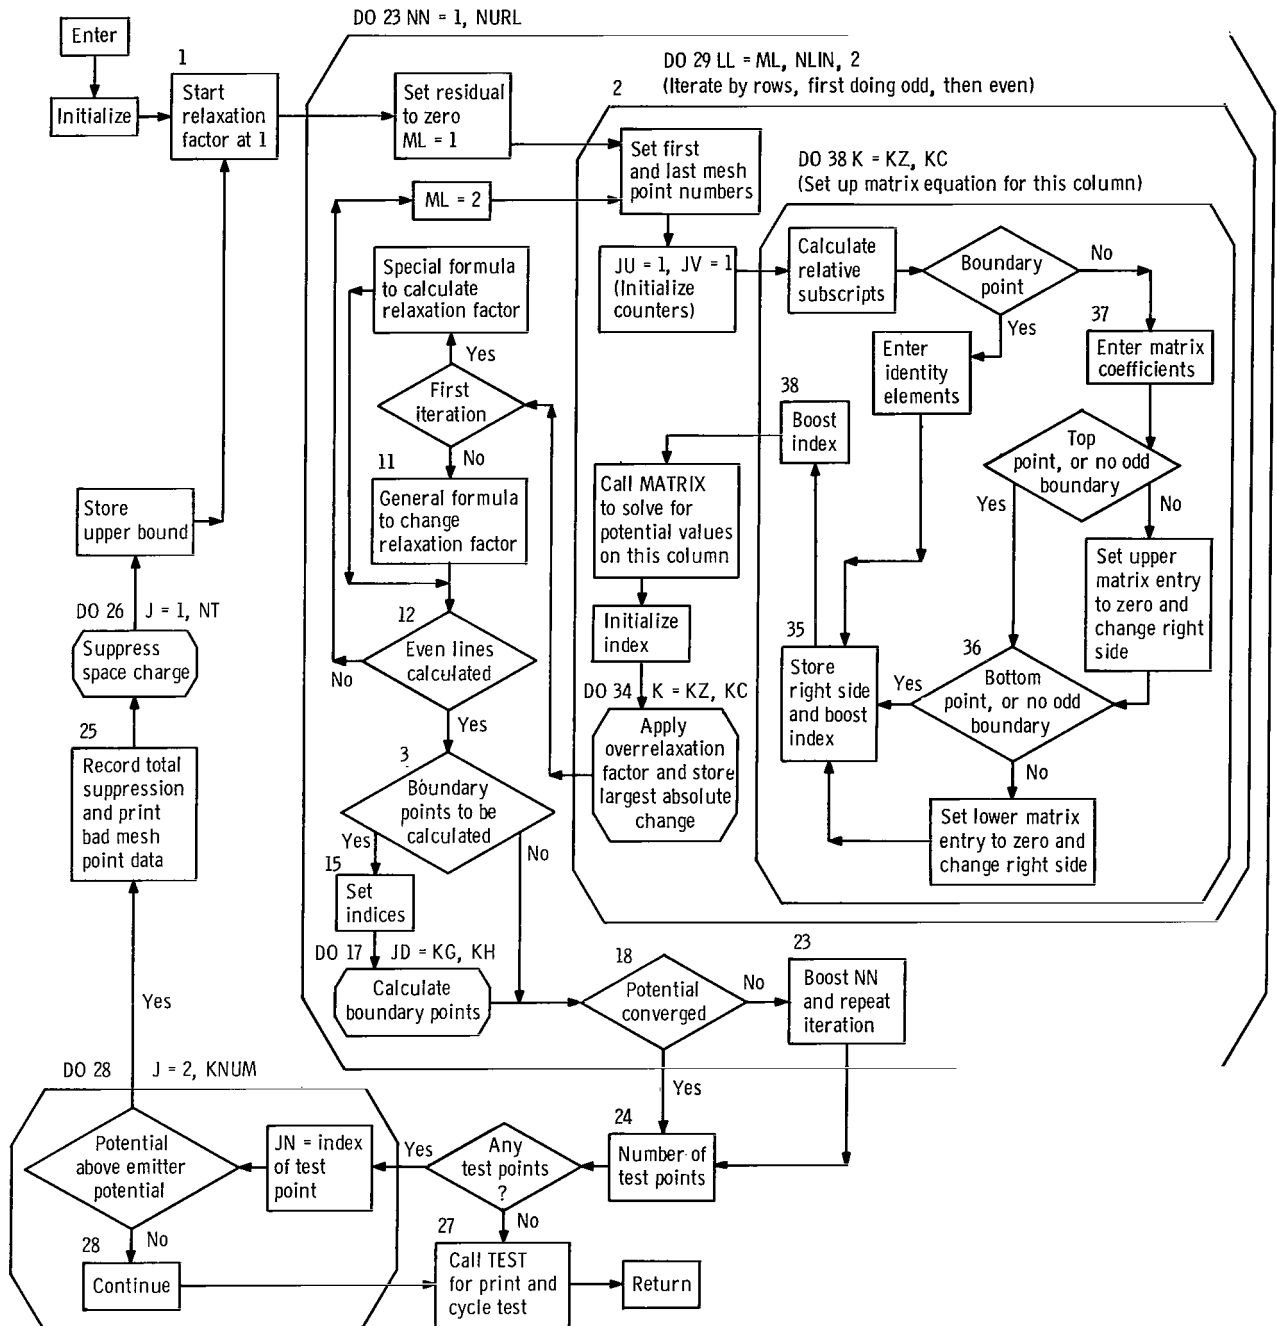 DO 23 NN = 1, NURL
Enter
Initialize
1
Start
relaxation
factor at 1
Set residual
to zero
ML = 1
ML = 2
DO 29 LL = ML, NLIN, 2
(Iterate by rows, first doing odd, then even)
2
Set first
and last mesh
point numbers
JU = 1, JV = 1
(Initialize
counters)
DO 38 K = KZ, KC
(Set up matrix equation for this column)
Calculate
relative
subscripts
Boundary
point
No
Yes
37
Enter matrix
coefficients
Enter
identity
elements
Top
point, or no odd
boundary
Yes
No
Set upper
matrix entry
to zero and
change right
side
36
Bottom
point, or no odd
boundary
Yes
No
Set lower matrix
entry to zero and
change right side
35
Store
right side
and boost
index
38
Boost
index
Call MATRIX
to solve for
potential values
on this column
Initialize
index
DO 34 K = KZ, KC
Apply
overrelaxation
factor and store
largest absolute
change
Special formula
to calculate
relaxation factor
Yes
First
iteration
No
11
General formula
to change
relaxation factor
12
Even lines
calculated
No
Yes
3
Boundary
points to be
calculated
Yes
No
15
Set
indices
DO 17 JD = KG, KH
Calculate
boundary points
18
Potential
converged
No
Yes
23
Boost NN
and repeat
iteration
24
Number of
test points
Any
test points
?
Yes
No
27
Call TEST
for print and
cycle test
Return
DO 28 J = 2, KNUM
JN = index
of test
point
Potential
above emitter
potential
Yes
No
28
Continue
25
Record total
suppression
and print
bad mesh
point data
DO 26 J = 1, NT
Suppress
space charge
Store
upper bound